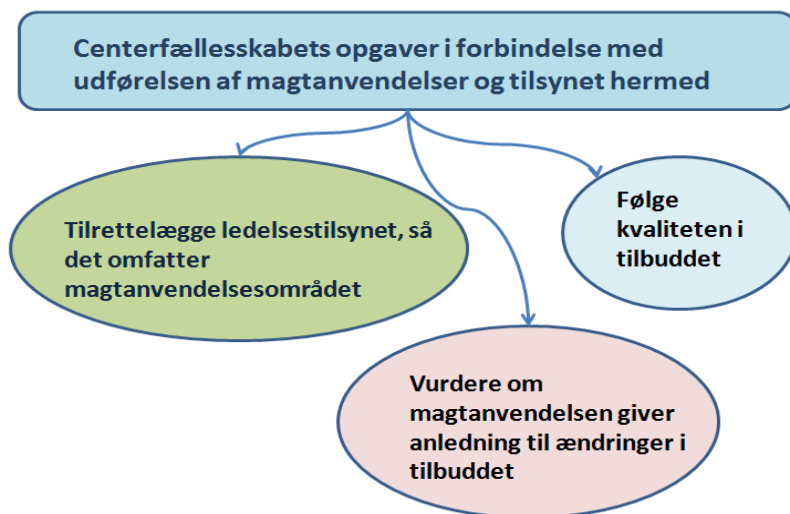 Centerfællesskabets opgaver i forbindelse med
udførelsen af magtanvendelser og tilsynet hermed
Tilrettelægge ledelsestilsynet, så
det omfatter
magtanvendelsesområdet
Følge
kvaliteten i
tilbuddet
Vurdere om
magtanvendelsen giver
anledning til ændringer i
tilbuddet